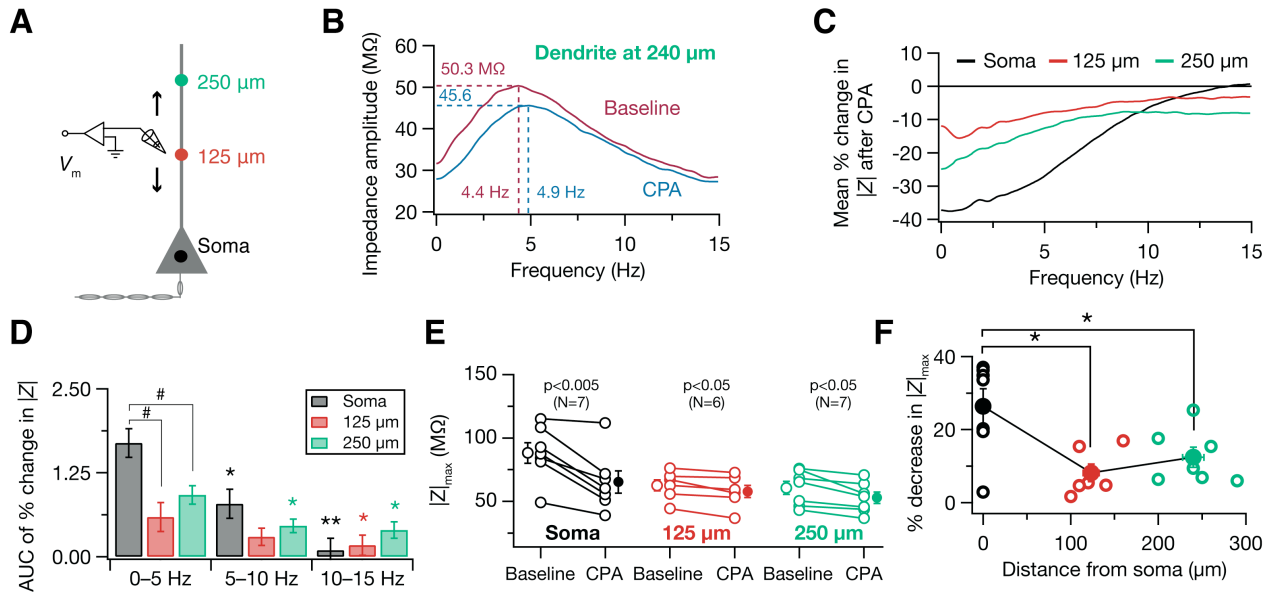 A
250 µm
125 µm
Vm
Soma
B
Dendrite at 240 µm
Impedance amplitude (MΩ)
60
50
40
30
20
50.3 MΩ
45.6
Baseline
CPA
4.4 Hz
4.9 Hz
0
5
10
15
Frequency (Hz)
C
Mean % change in
|Z| after CPA
10
0
-10
-20
-30
-40
Soma
125 µm
250 µm
0
5
10
15
Frequency (Hz)
D
AUC of % change in |Z|
2.50
1.25
0.00
#
#
*
*
**
*
*
Soma
125 µm
250 µm
0–5 Hz
5–10 Hz
10–15 Hz
E
|Z|max (MΩ)
150
100
50
p<0.005
(N=7)
p<0.05
(N=6)
p<0.05
(N=7)
Soma
125 µm
250 µm
Baseline
CPA
Baseline
CPA
Baseline
CPA
F
% decrease in |Z|max
40
20
0
*
*
0
100
200
300
Distance from soma (µm)